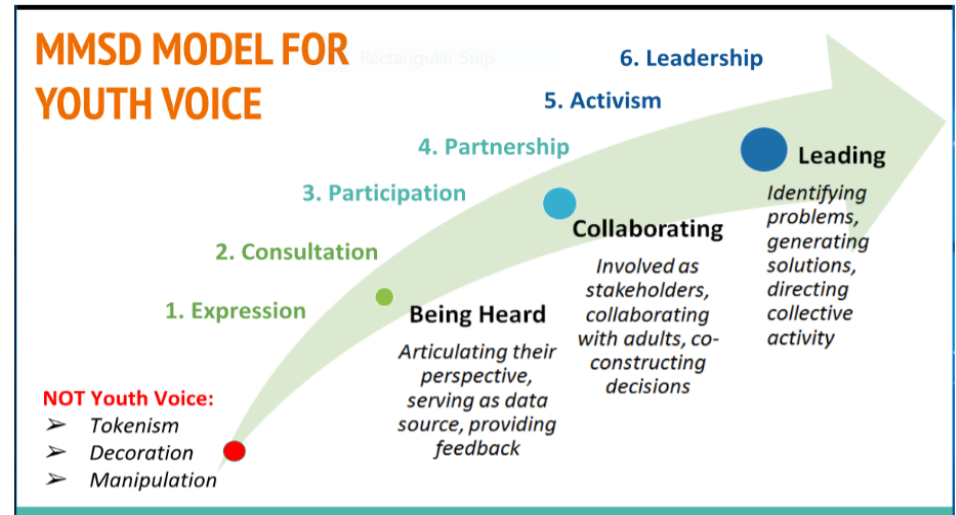 MMSD MODEL FOR
YOUTH VOICE
Rectangular Snip
6. Leadership
5. Activism
4. Partnership
3. Participation
2. Consultation
1. Expression
Leading
Identifying
problems,
generating
solutions,
directing
collective
activity
Collaborating
Involved as
stakeholders,
collaborating
with adults, co-
constructing
decisions
Being Heard
Articulating their
perspective,
serving as data
source, providing
feedback
NOT Youth Voice:
➢ Tokenism
➢ Decoration
➢ Manipulation